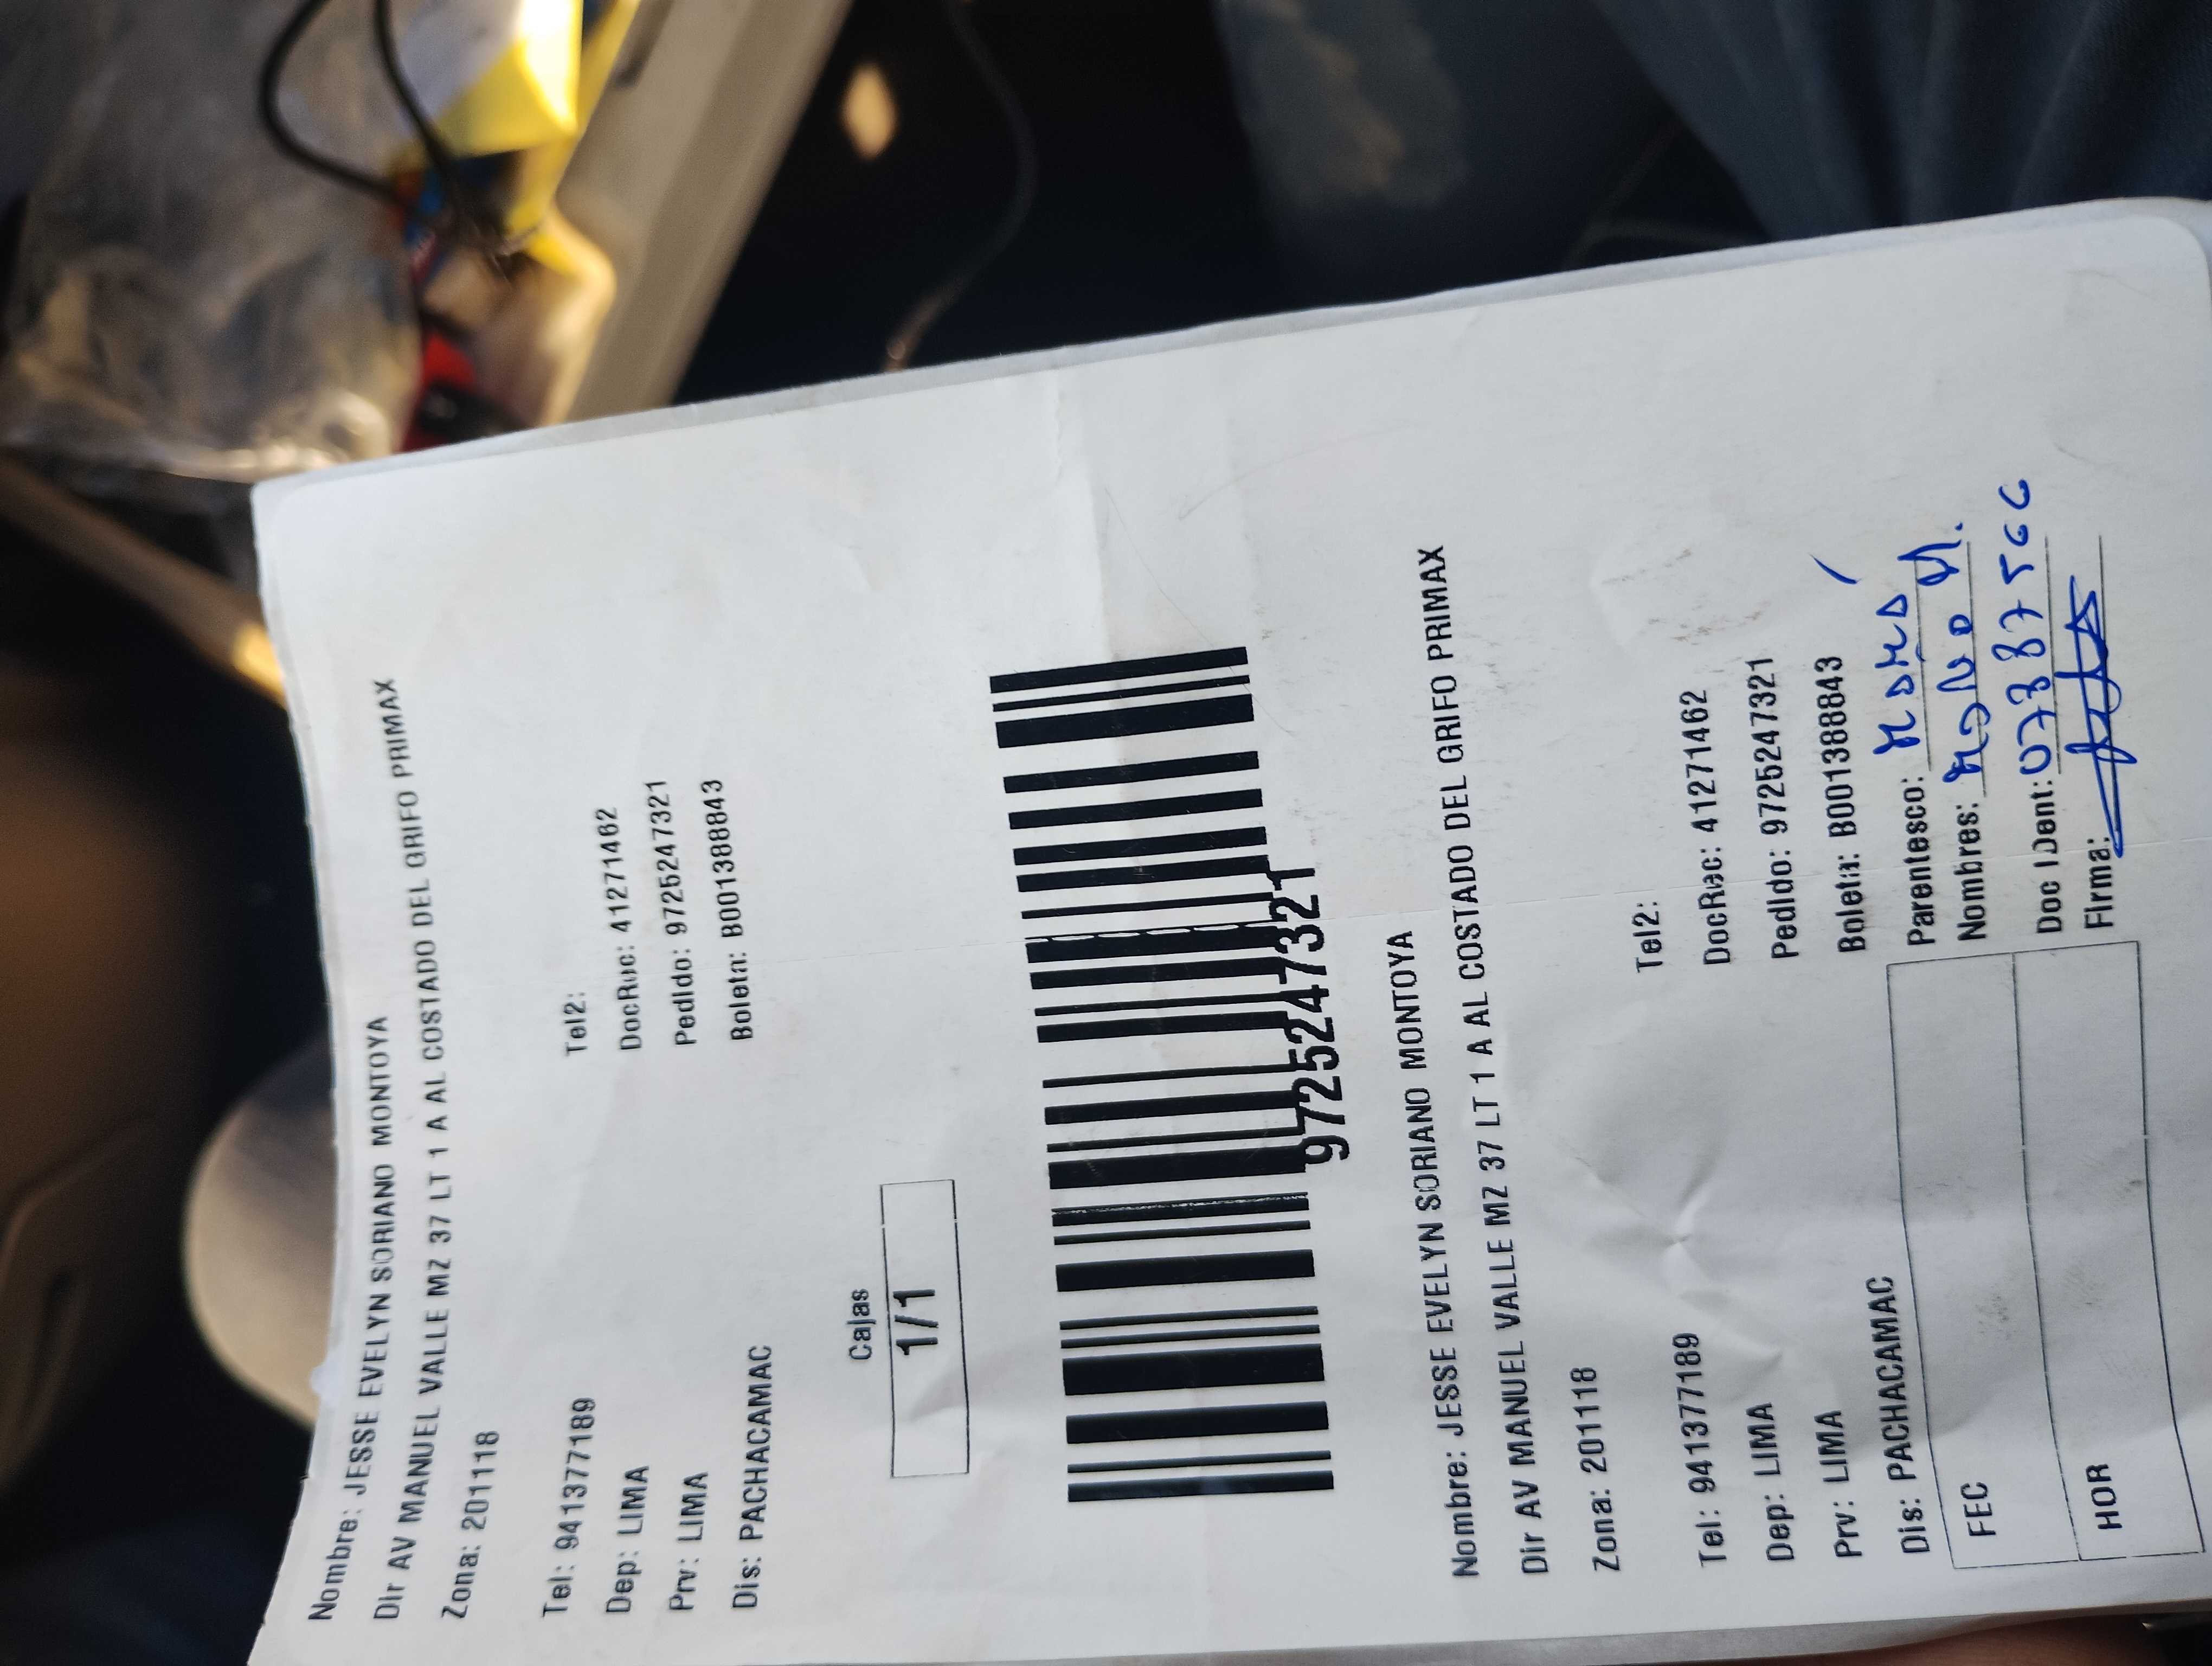 Nombre: JESSE EVELYN SORIANO MONTOYA
Dir AV MANUEL VALLE MZ 37 LT 1 A AL COSTADO DEL GRIFO PRIMAX
Zona: 201118
Tel: 941377189 Tel2:
Dep: LIMA DocRuc: 41271462
Prv: LIMA Pedido: 9725247321
Dis: PACHACAMAC Boleta: B001388843
Cajas
1/1
9725247321
Nombre: JESSE EVELYN SORIANO MONTOYA
Dir AV MANUEL VALLE MZ 37 LT 1 A AL COSTADO DEL GRIFO PRIMAX
Zona: 201118
Tel: 941377189 Tel2:
Dep: LIMA DocRuc: 41271462
Prv: LIMA Pedido: 9725247321
Dis: PACHACAMAC Boleta: B001388843
Parentesco:
FEC Nombres:
Doc IDent:
HOR Firma: